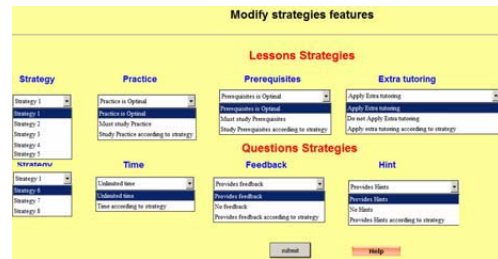 Modify strategies features
Lessons Strategies
Strategy Practice Prerequisites Extra tutoring
Strategy 1 Practice is Optinal Prerequisites is Optinal Apply Extra tutoring
Strategy 1 Practice is Optinal Prerequisites is Optinal Apply Extra tutoring
Strategy 2 Must study Practice Must study Prerequisites Do not Apply Extra tutoring
Strategy 3 Study Practice according to strategy Study Prerequisites according to strategy Apply extra tutoring according to strategy
Strategy 4
Strategy 5
Questions Strategies
Strategy Time Feedback Hint
Strategy 1 Unlimited time Provides feedback Provides Hints
Strategy 6 Unlimited time Provides feedback Provides Hints
Strategy 7 Time according to strategy No feedback No Hints
Strategy 8 Provides feedback according to strategy Provides Hints according to strategy
submit Help